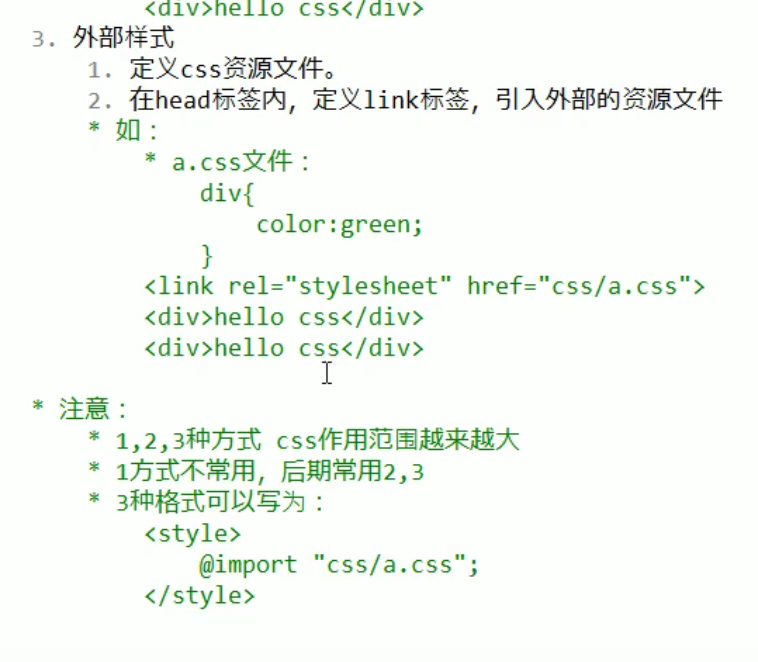 <div>hello css</div>
3. 外部样式
1. 定义css资源文件。
2. 在head标签内，定义link标签，引入外部的资源文件
* 如：
* a.css文件：
div{
color:green;
}
<link rel="stylesheet" href="css/a.css">
<div>hello css</div>
<div>hello css</div>
* 注意：
* 1,2,3种方式 css作用范围越来越大
* 1方式不常用，后期常用2,3
* 3种格式可以写为：
<style>
@import "css/a.css";
</style>